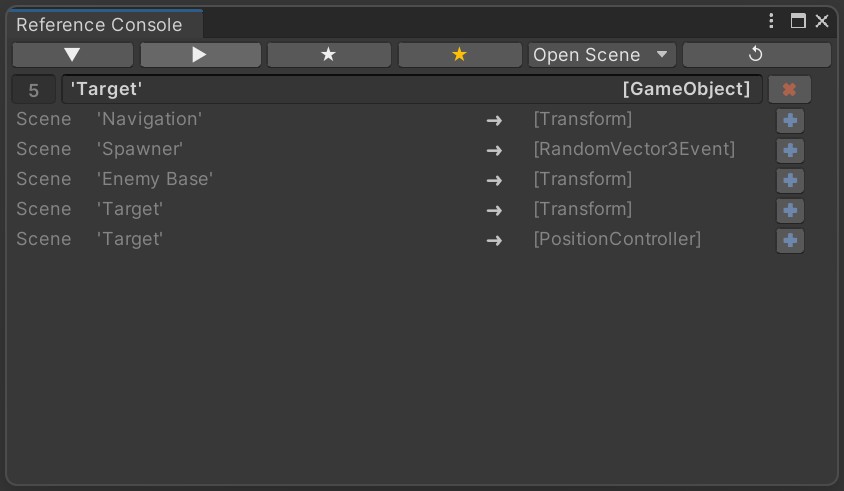 Reference Console
Open Scene
5 'Target' [GameObject]
Scene 'Navigation' → [Transform]
Scene 'Spawner' → [RandomVector3Event]
Scene 'Enemy Base' → [Transform]
Scene 'Target' → [Transform]
Scene 'Target' → [PositionController]